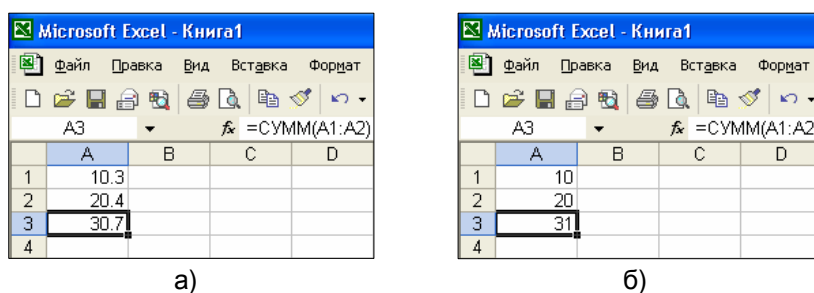 Microsoft Excel - Книга1
Файл Правка Вид Вставка Формат
A3 fx =СУММ(A1:A2)
A B C D
1 10.3
2 20.4
3 30.7
4
а)
Microsoft Excel - Книга1
Файл Правка Вид Вставка Формат
A3 fx =СУММ(A1:A2
A B C D
1 10
2 20
3 31
4
б)